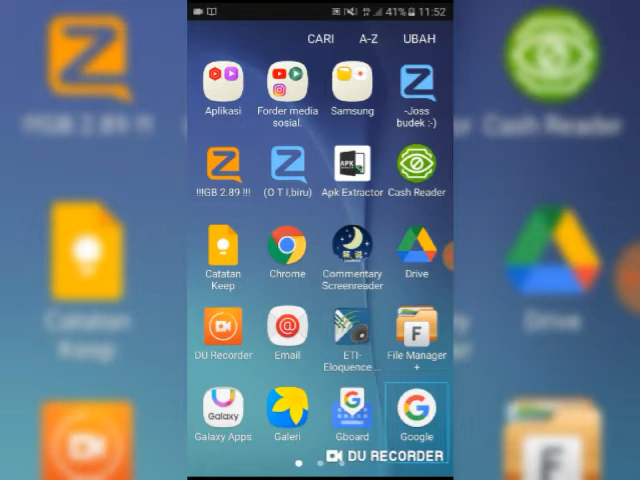 41% 11:52
CARI A-Z UBAH
Aplikasi
Forder media
sosial.
Samsung
-Joss
budek :-)
APK
!!!GB 2.89 !!!
(O T I,biru)
Apk Extractor
Cash Reader
Catatan
Keep
Chrome
Commentary
Screenreader
Drive
DU Recorder
Email
ETI-
Eloquence ...
F
File Manager
+
Galaxy
Galaxy Apps
Galeri
G
Gboard
G
Google
DU RECORDER